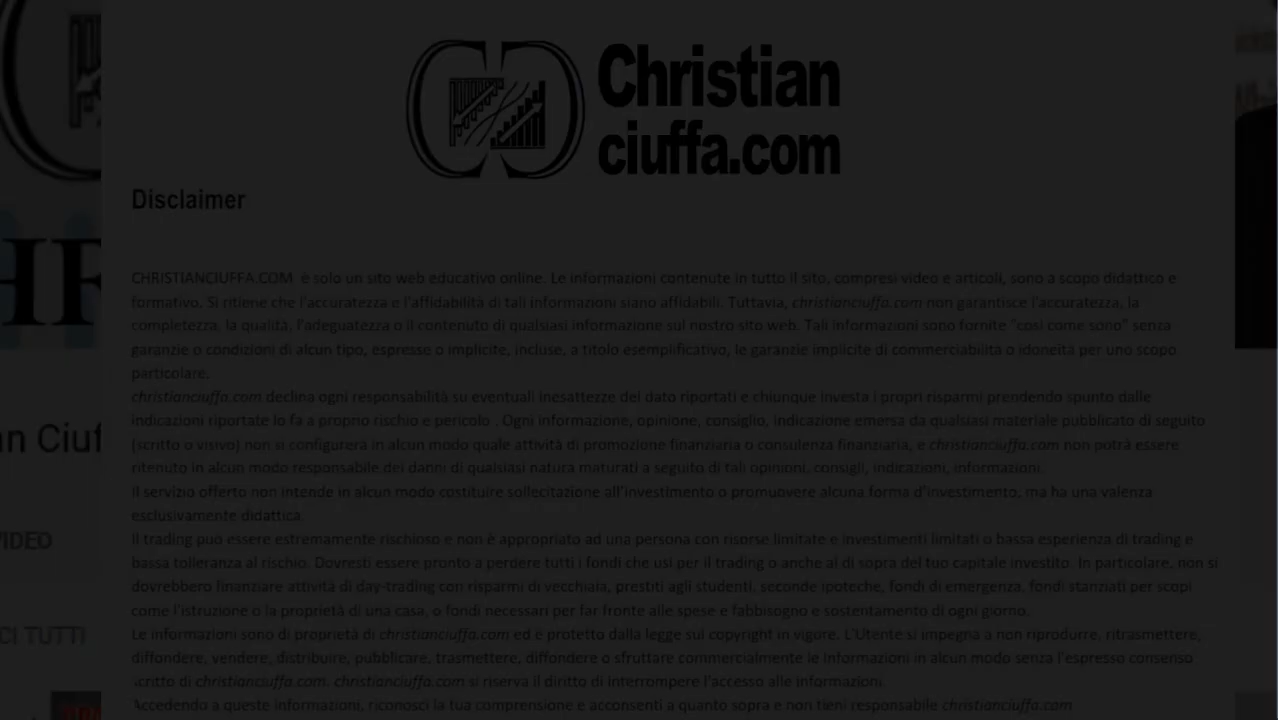 Christian
ciuffa.com
Disclaimer
CHRISTIANCIUFFA.COM è solo un sito web educativo online. Le informazioni contenute in tutto il sito, compresi video e articoli, sono a scopo didattico e
formativo. Si ritiene che l'accuratezza e l'affidabilità di tali informazioni siano affidabili. Tuttavia, christianciuffa.com non garantisce l'accuratezza, la
completezza, la qualità, l'adeguatezza o il contenuto di qualsiasi informazione sul nostro sito web. Tali informazioni sono fornite "così come sono" senza
garanzie o condizioni di alcun tipo, espresse o implicite, incluse, a titolo esemplificativo, le garanzie implicite di commerciabilità o idoneità per uno scopo
particolare.
christianciuffa.com declina ogni responsabilità su eventuali inesattezze dei dato riportati e chiunque investa i propri risparmi prendendo spunto dalle
indicazioni riportate lo fa a proprio rischio e pericolo . Ogni informazione, opinione, consiglio, indicazione emersa da qualsiasi materiale pubblicato di seguito
(scritto o visivo) non si configurerà in alcun modo quale attività di promozione finanziaria o consulenza finanziaria, e christianciuffa.com non potrà essere
ritenuto in alcun modo responsabile dei danni di qualsiasi natura maturati a seguito di tali opinioni, consigli, indicazioni, informazioni.
Il servizio offerto non intende in alcun modo costituire sollecitazione all'investimento o promuovere alcuna forma d'investimento, ma ha una valenza
esclusivamente didattica.
Il trading può essere estremamente rischioso e non è appropriato ad una persona con risorse limitate e investimenti limitati o bassa esperienza di trading e
bassa tolleranza al rischio. Dovresti essere pronto a perdere tutti i fondi che usi per il trading o anche al di sopra del tuo capitale investito. In particolare, non si
dovrebbero finanziare attività di day-trading con risparmi di vecchiaia, prestiti agli studenti, seconde ipoteche, fondi di emergenza, fondi stanziati per scopi
come l'istruzione o la proprietà di una casa, o fondi necessari per far fronte alle spese e fabbisogno e sostentamento di ogni giorno.
Le informazioni sono di proprietà di christianciuffa.com ed è protetto dalla legge sul copyright in vigore. L'Utente si impegna a non riprodurre, ritrasmettere,
diffondere, vendere, distribuire, pubblicare, trasmettere, diffondere o sfruttare commercialmente le Informazioni in alcun modo senza l'espresso consenso
scritto di christianciuffa.com. christianciuffa.com si riserva il diritto di interrompere l'accesso alle informazioni.
Accedendo a queste informazioni, riconosci la tua comprensione e acconsenti a quanto sopra e non tieni responsabile christianciuffa.com
HR
an Ciuf
VIDEO
CI TUTTI